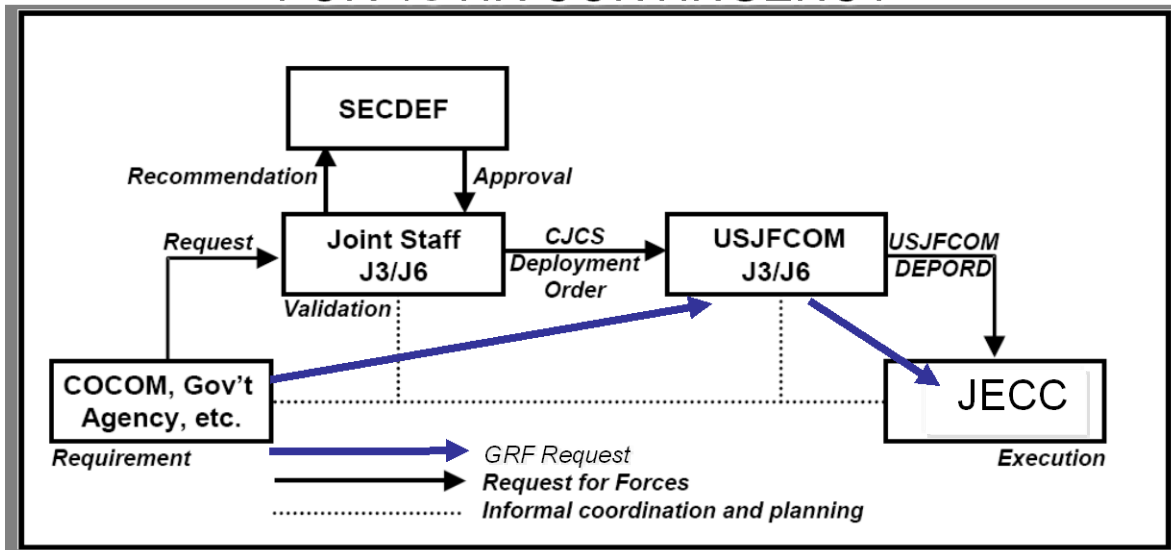 SECDEF
Recommendation
Approval
Request
Joint Staff
J3/J6
CJCS
Deployment
Order
USJFCOM
J3/J6
USJFCOM
DEPORD
Validation
COCOM, Gov't
Agency, etc.
JECC
Requirement
Execution
GRF Request
Request for Forces
Informal coordination and planning